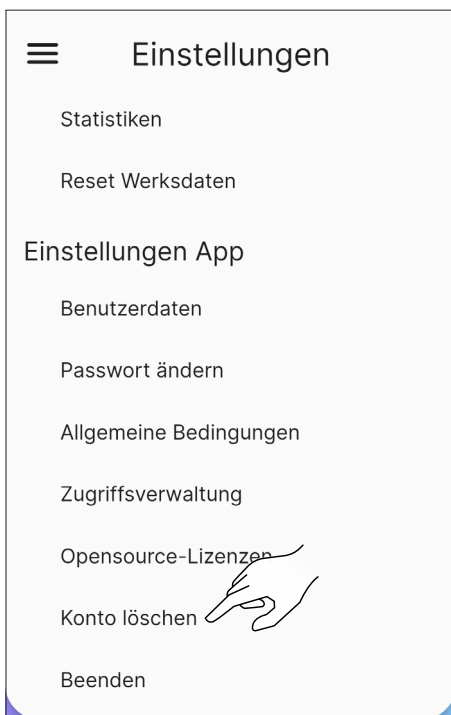 Einstellungen
Statistiken
Reset Werksdaten
Einstellungen App
Benutzerdaten
Passwort ändern
Allgemeine Bedingungen
Zugriffsverwaltung
Opensource-Lizenzen
Konto löschen
Beenden